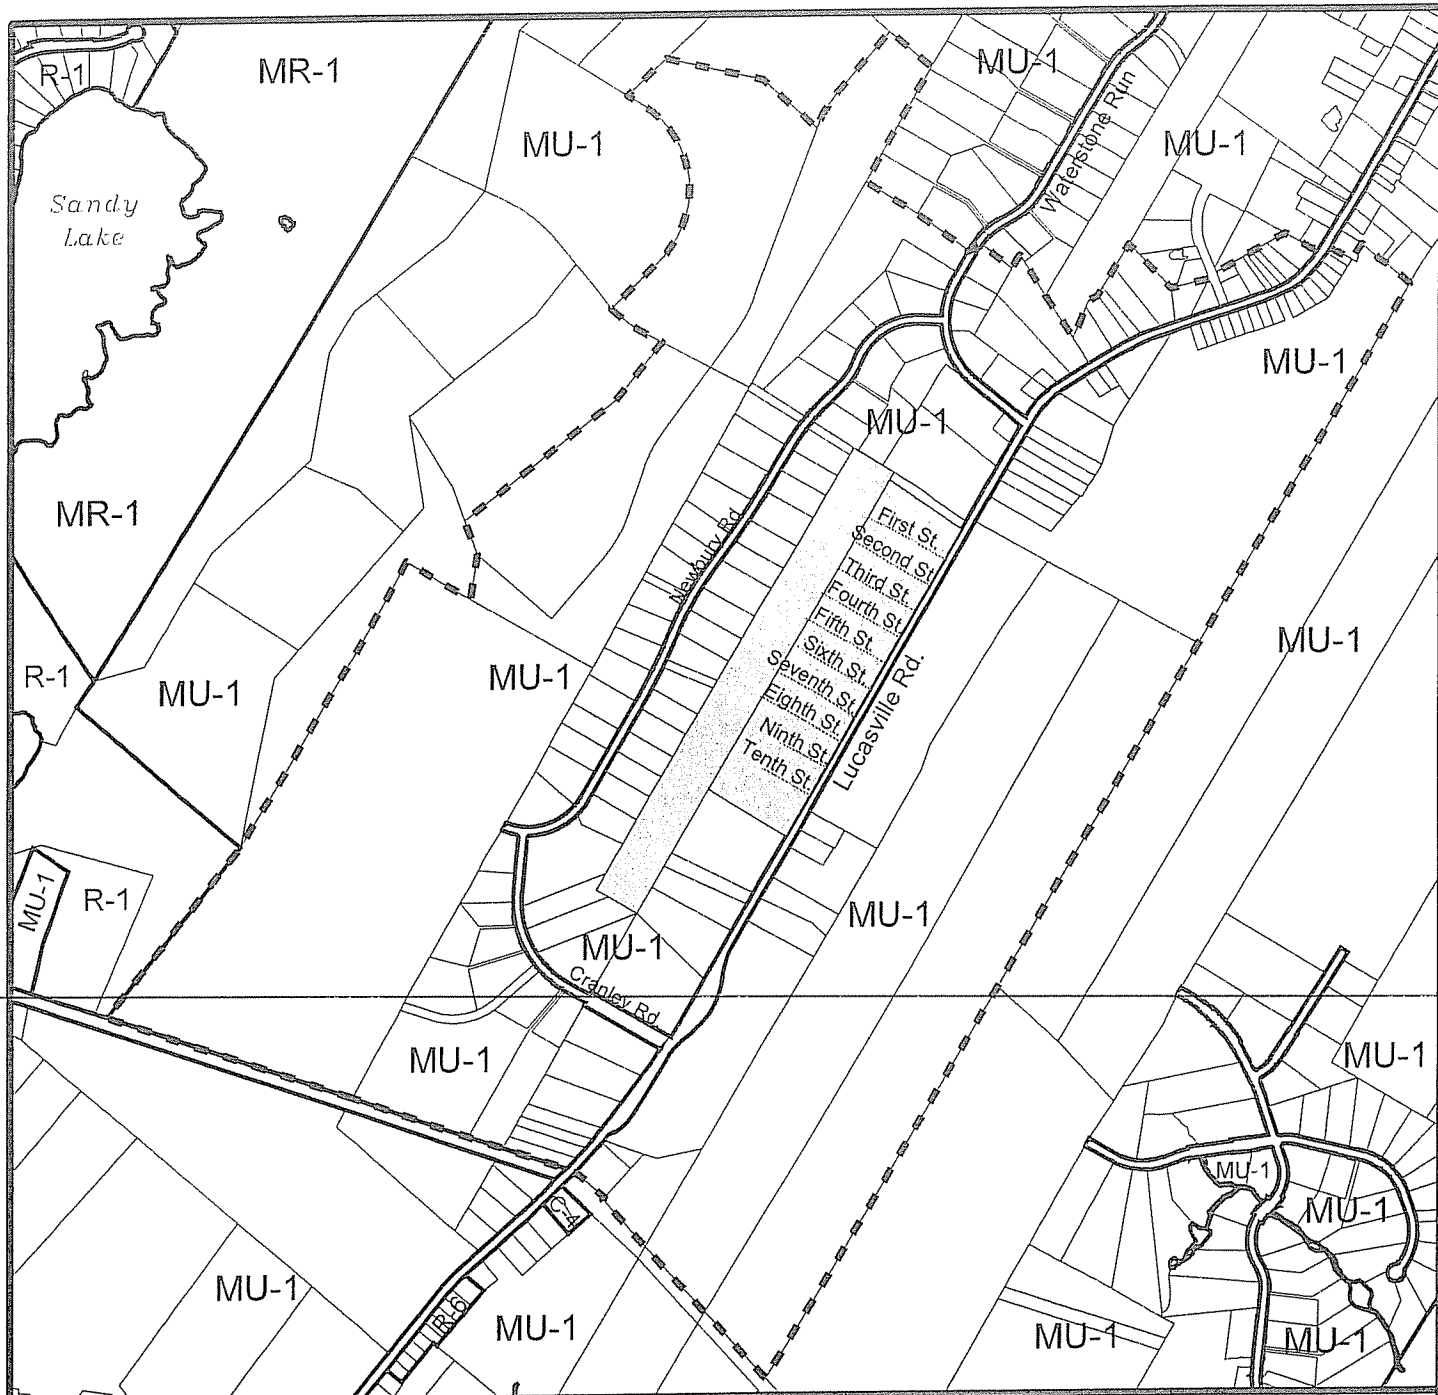 R-1
MR-1
MU-1
MU-1
Waterstone Run
MU-1
Sandy
Lake
MU-1
MU-1
MR-1
Newbury Rd.
First St.
Second St.
Third St.
Fourth St.
Fifth St.
Sixth St.
Seventh St.
Eighth St.
Ninth St.
Tenth St.
Lucasville Rd.
MU-1
R-1
MU-1
MU-1
MU-1
R-1
MU-1
MU-1
Cranley Rd.
MU-1
MU-1
MU-1
C-4
MU-1
MU-1
R-6
MU-1
MU-1
MU-1